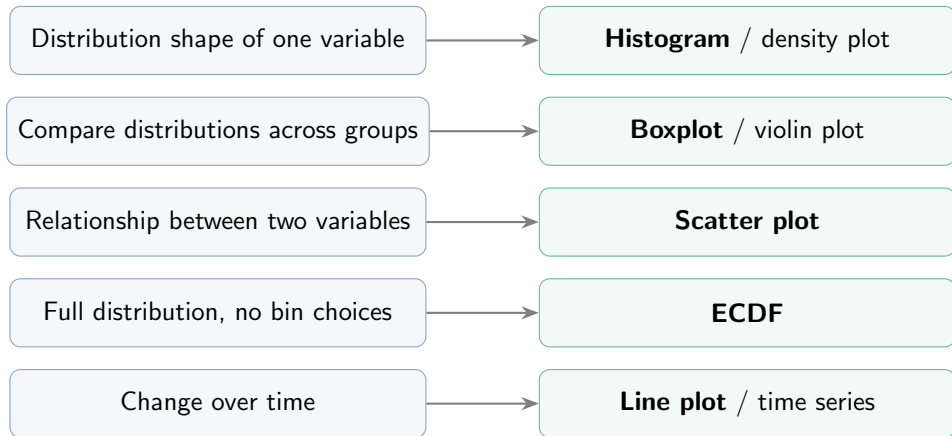 Distribution shape of one variable
Histogram / density plot
Compare distributions across groups
Boxplot / violin plot
Relationship between two variables
Scatter plot
Full distribution, no bin choices
ECDF
Change over time
Line plot / time series